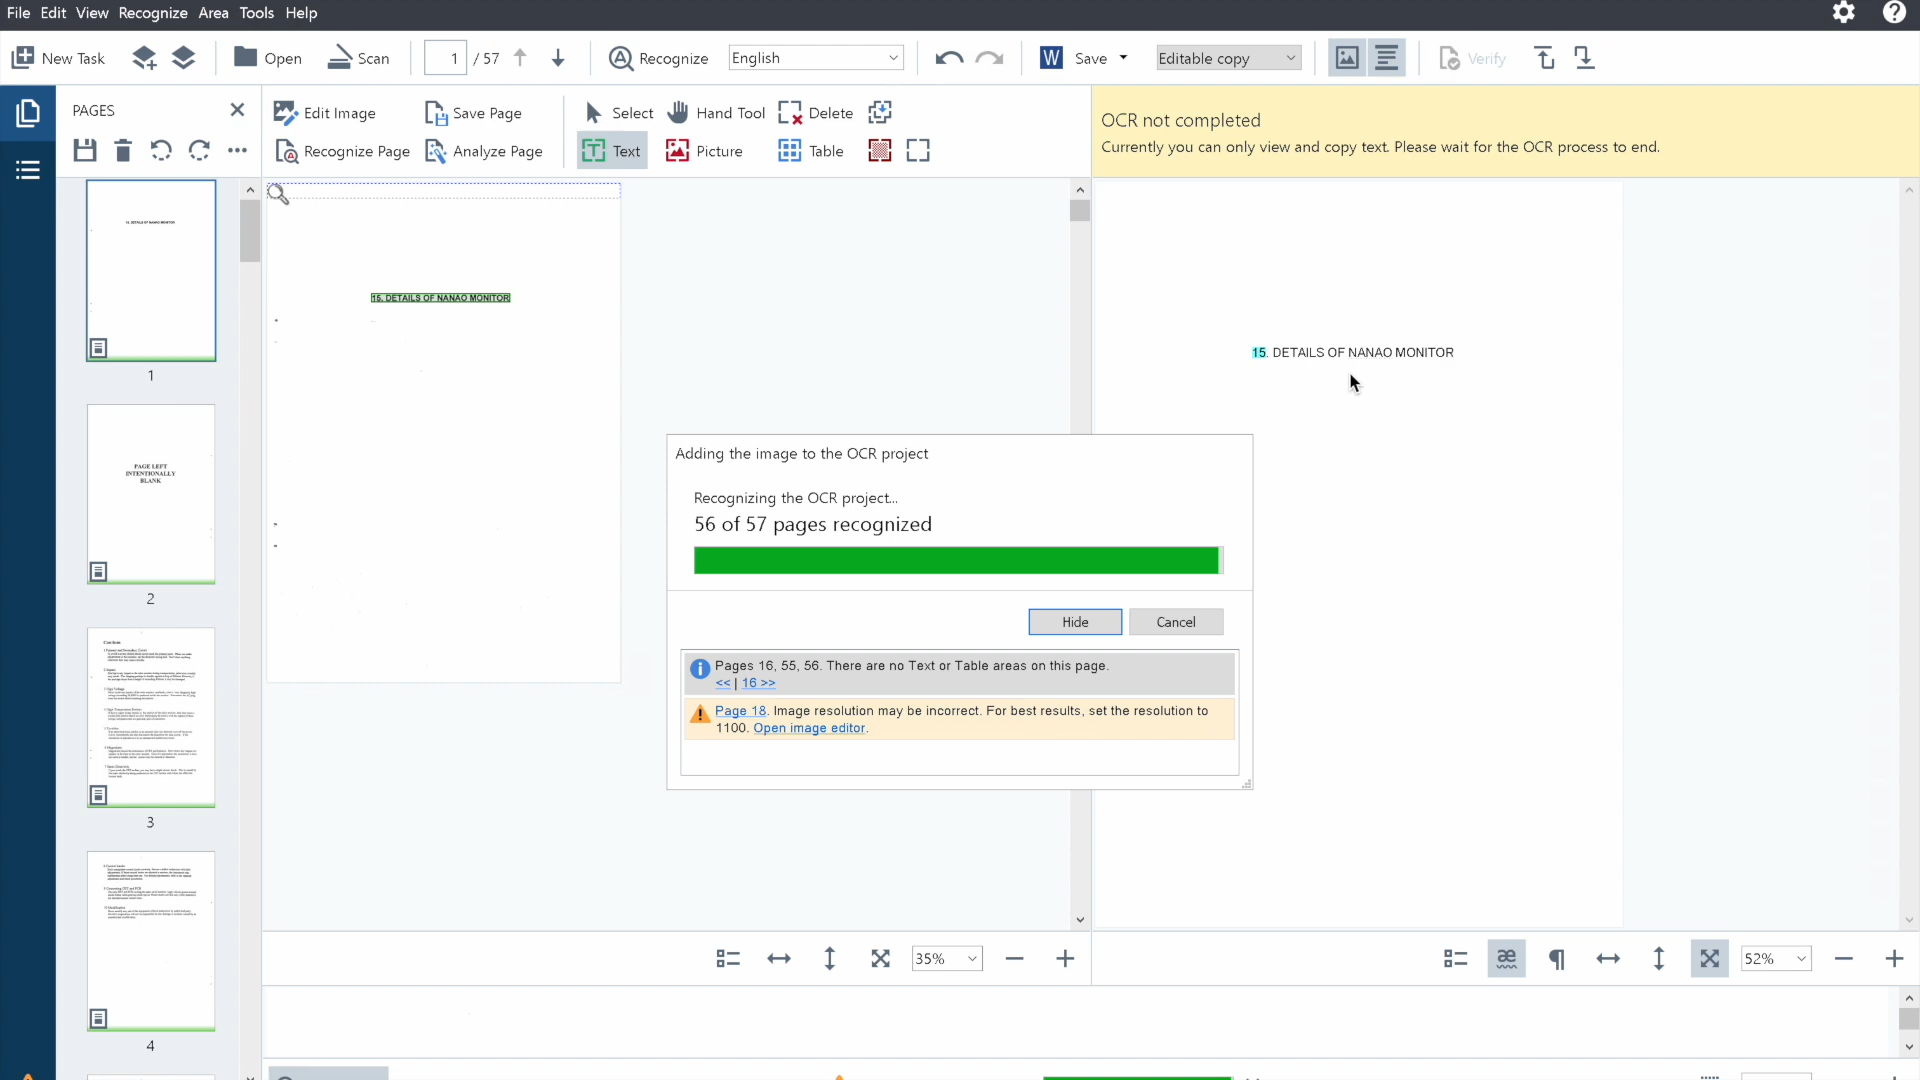 File Edit View Recognize Area Tools Help
New Task Open Scan 1 / 57 Recognize English Save Editable copy Verify
PAGES
Edit Image Save Page Select Hand Tool Delete
Recognize Page Analyze Page Text Picture Table
OCR not completed
Currently you can only view and copy text. Please wait for the OCR process to end.
15. DETAILS OF NANAO MONITOR
1
PAGE LEFT
INTENTIONALLY
BLANK
2
3
4
15. DETAILS OF NANAO MONITOR
15. DETAILS OF NANAO MONITOR
Adding the image to the OCR project
Recognizing the OCR project...
56 of 57 pages recognized
Hide Cancel
Pages 16, 55, 56. There are no Text or Table areas on this page.
<< | 16 >>
Page 18. Image resolution may be incorrect. For best results, set the resolution to
1100. Open image editor.
35%
52%